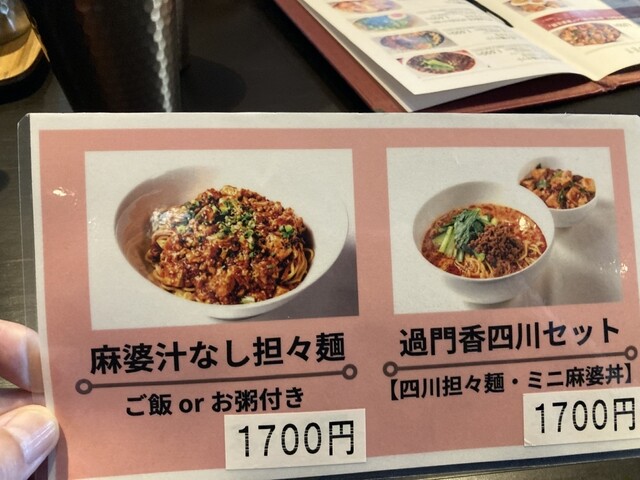 麻婆汁なし担々麺
ご飯 or お粥付き
1700円
過門香四川セット
【四川担々麺・ミニ麻婆丼】
1700円